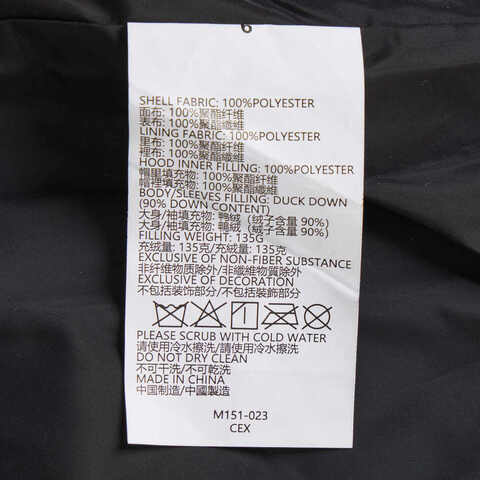 SHELL FABRIC: 100%POLYESTER
面布: 100%聚酯纤维
表布: 100%聚酯纖維
LINING FABRIC: 100%POLYESTER
里布: 100%聚酯纤维
裡布: 100%聚酯纖維
HOOD INNER FILLING: 100%POLYESTER
帽里填充物: 100%聚酯纤维
帽裡填充物: 100%聚酯纖維
BODY/SLEEVES FILLING: DUCK DOWN
(90% DOWN CONTENT)
大身/袖填充物: 鸭绒 (绒子含量 90%)
大身/袖填充物: 鴨絨 (絨子含量 90%)
FILLING WEIGHT: 135G
充绒量: 135克/充絨量: 135克
EXCLUSIVE OF NON-FIBER SUBSTANCE
非纤维物质除外/非纖維物質除外
EXCLUSIVE OF DECORATION
不包括装饰部分/不包括裝飾部分
PLEASE SCRUB WITH COLD WATER
请使用冷水擦洗/請使用冷水擦洗
DO NOT DRY CLEAN
不可干洗/不可乾洗
MADE IN CHINA
中国制造/中國製造
M151-023
CEX